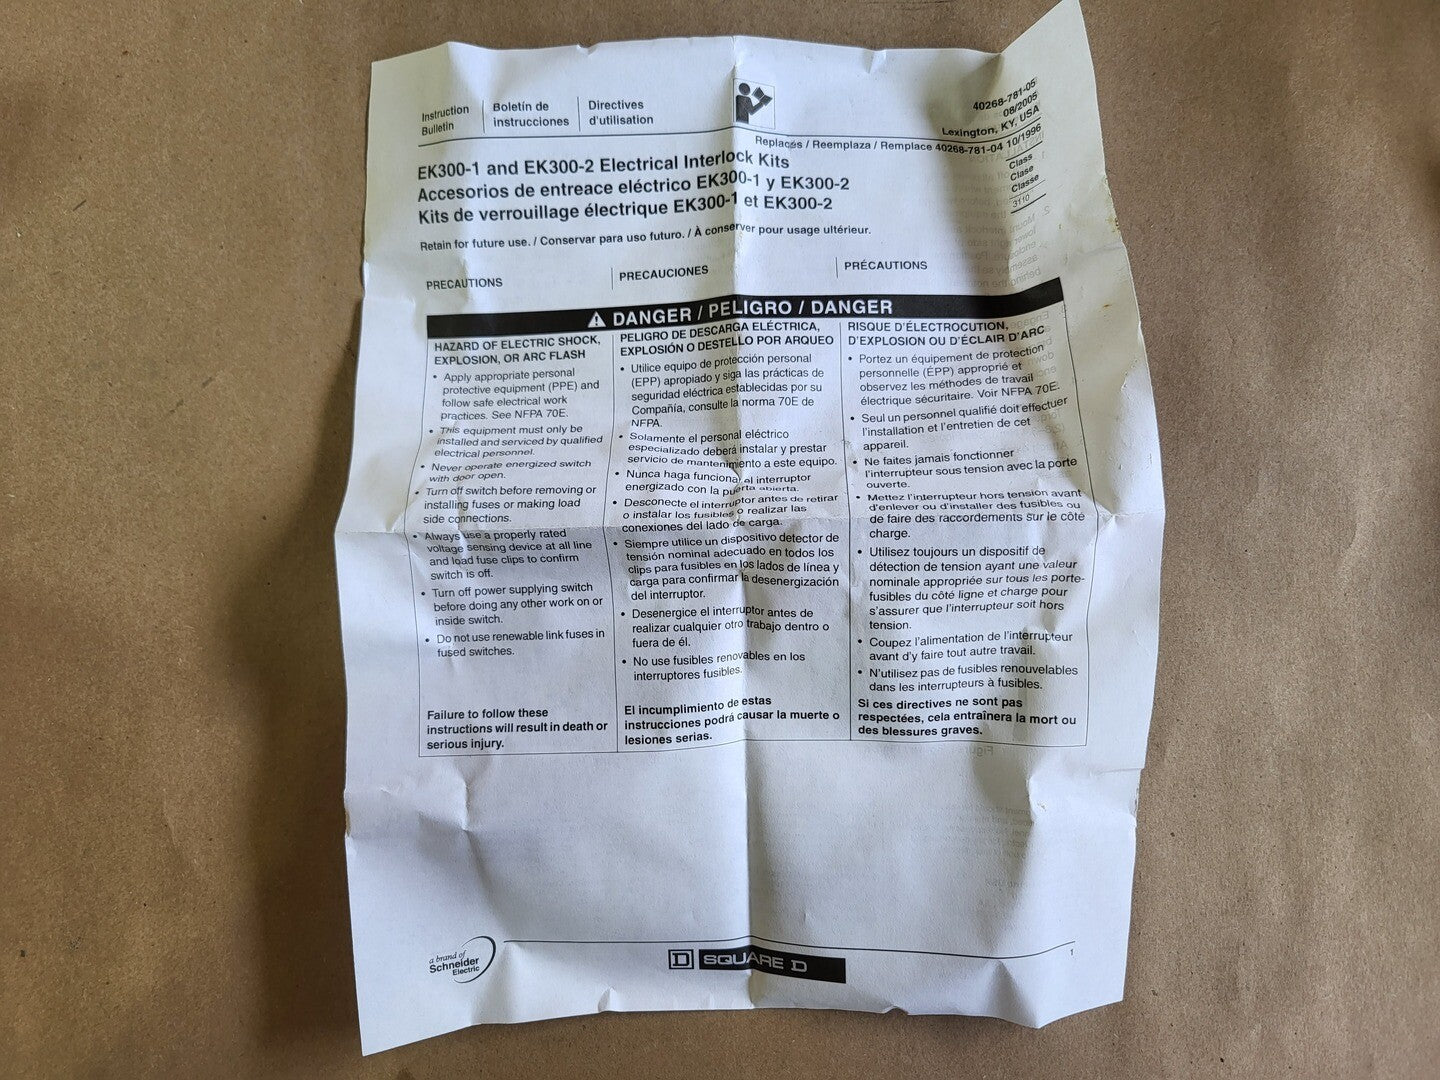 Instruction
Bulletin
Boletín de
instrucciones
Directives
d'utilisation
40268-781-05
08/2005
Lexington, KY, USA
Replaces / Reemplaza / Remplace 40268-781-04 10/1996
EK300-1 and EK300-2 Electrical Interlock Kits
Accesorios de entreace eléctrico EK300-1 y EK300-2
Kits de verrouillage électrique EK300-1 et EK300-2
Class
Clase
Classe
3110
Retain for future use. / Conservar para uso futuro. / À conserver pour usage ultérieur.
PRECAUTIONS
PRECAUCIONES
PRÉCAUTIONS
⚠ DANGER / PELIGRO / DANGER
HAZARD OF ELECTRIC SHOCK,
EXPLOSION, OR ARC FLASH
• Apply appropriate personal
protective equipment (PPE) and
follow safe electrical work
practices. See NFPA 70E.
• This equipment must only be
installed and serviced by qualified
electrical personnel.
• Never operate energized switch
with door open.
• Turn off switch before removing or
installing fuses or making load
side connections.
• Always use a properly rated
voltage sensing device at all line
and load fuse clips to confirm
switch is off.
• Turn off power supplying switch
before doing any other work on or
inside switch.
• Do not use renewable link fuses in
fused switches.
Failure to follow these
instructions will result in death or
serious injury.
PELIGRO DE DESCARGA ELÉCTRICA,
EXPLOSIÓN O DESTELLO POR ARQUEO
• Utilice equipo de protección personal
(EPP) apropiado y siga las prácticas de
seguridad eléctrica establecidas por su
Compañía, consulte la norma 70E de
NFPA.
• Solamente el personal eléctrico
especializado deberá instalar y prestar
servicio de mantenimiento a este equipo.
• Nunca haga funcionar el interruptor
energizado con la puerta abierta.
• Desconecte el interruptor antes de retirar
o instalar los fusibles o realizar las
conexiones del lado de carga.
• Siempre utilice un dispositivo detector de
tensión nominal adecuado en todos los
clips para fusibles en los lados de línea y
carga para confirmar la desenergización
del interruptor.
• Desenergice el interruptor antes de
realizar cualquier otro trabajo dentro o
fuera de él.
• No use fusibles renovables en los
interruptores fusibles.
El incumplimiento de estas
instrucciones podrá causar la muerte o
lesiones serias.
RISQUE D'ÉLECTROCUTION,
D'EXPLOSION OU D'ÉCLAIR D'ARC
• Portez un équipement de protection
personnelle (ÉPP) approprié et
observez les méthodes de travail
électrique sécuritaire. Voir NFPA 70E.
• Seul un personnel qualifié doit effectuer
l'installation et l'entretien de cet
appareil.
• Ne faites jamais fonctionner
l'interrupteur sous tension avec la porte
ouverte.
• Mettez l'interrupteur hors tension avant
d'enlever ou d'installer des fusibles ou
de faire des raccordements sur le côté
charge.
• Utilisez toujours un dispositif de
détection de tension ayant une valeur
nominale appropriée sur tous les porte-
fusibles du côté ligne et charge pour
s'assurer que l'interrupteur soit hors
tension.
• Coupez l'alimentation de l'interrupteur
avant d'y faire tout autre travail.
• N'utilisez pas de fusibles renouvelables
dans les interrupteurs à fusibles.
Si ces directives ne sont pas
respectées, cela entraînera la mort ou
des blessures graves.
a brand of
Schneider
Electric
D SQUARE D
1